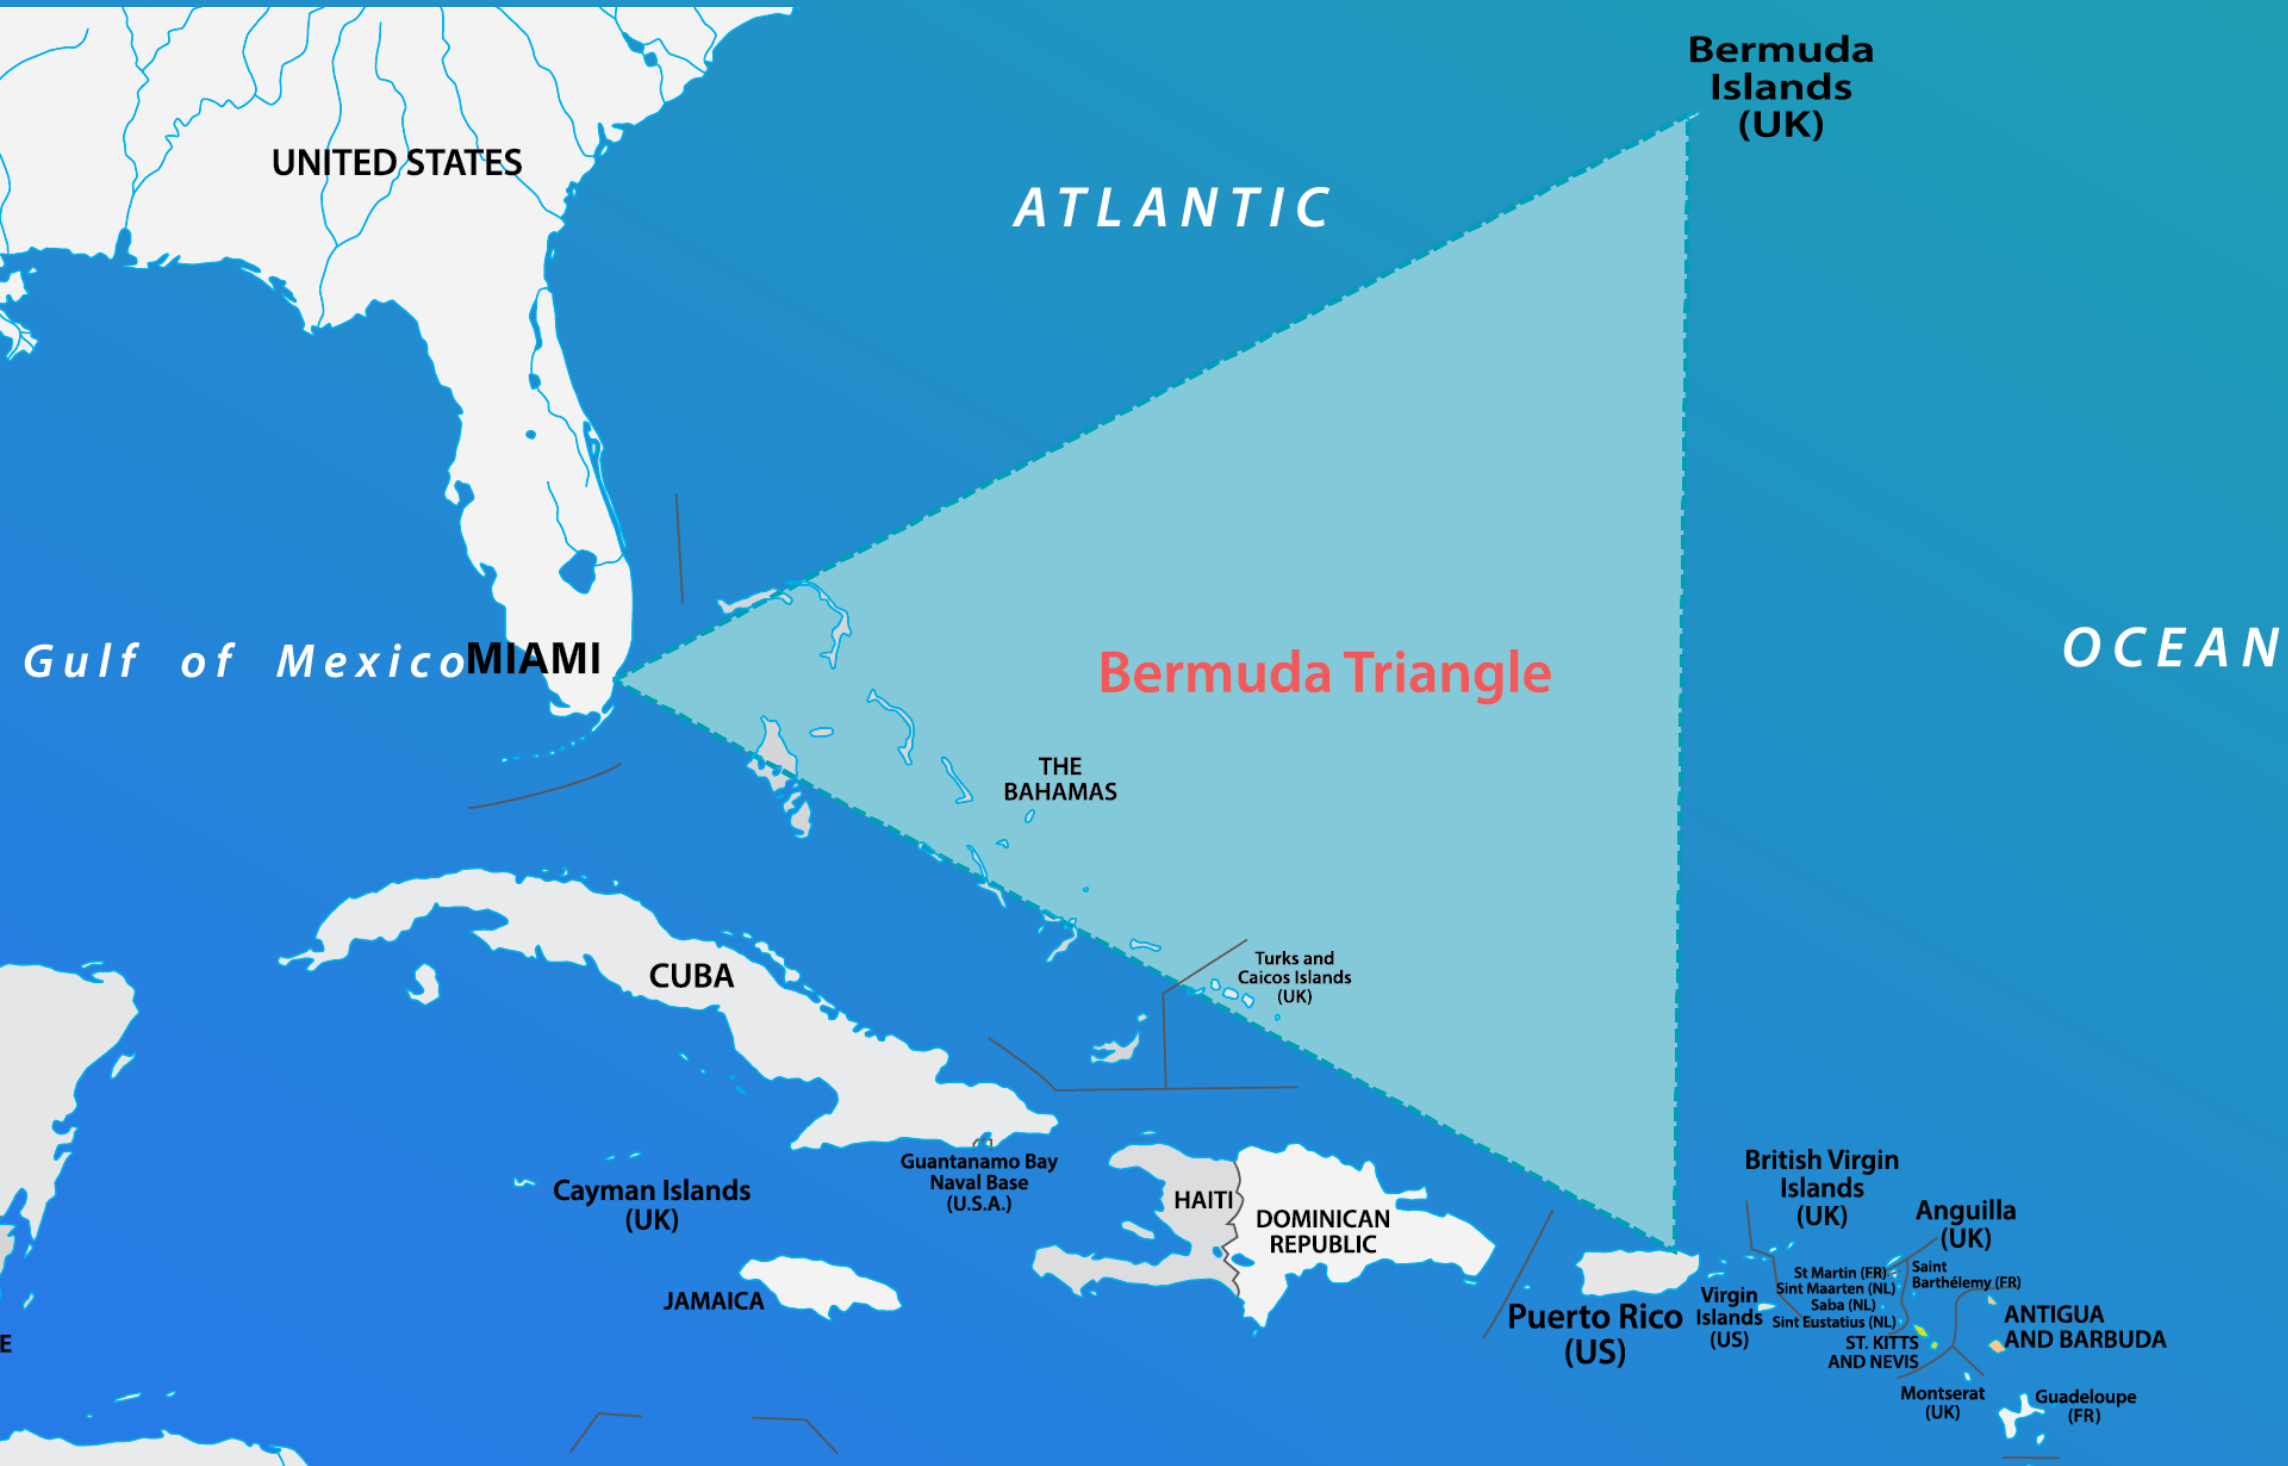 Bermuda
Islands
(UK)
UNITED STATES
ATLANTIC
Gulf of Mexico
MIAMI
Bermuda Triangle
OCEAN
THE
BAHAMAS
Turks and
Caicos Islands
(UK)
CUBA
Guantanamo Bay
Naval Base
(U.S.A.)
Cayman Islands
(UK)
HAITI
DOMINICAN
REPUBLIC
JAMAICA
Puerto Rico
(US)
British Virgin
Islands
(UK)
Anguilla
(UK)
St Martin (FR)
Sint Maarten (NL)
Saba (NL)
Sint Eustatius (NL)
Saint
Barthélemy (FR)
Virgin
Islands
(US)
ST. KITTS
AND NEVIS
ANTIGUA
AND BARBUDA
Montserrat
(UK)
Guadeloupe
(FR)
E